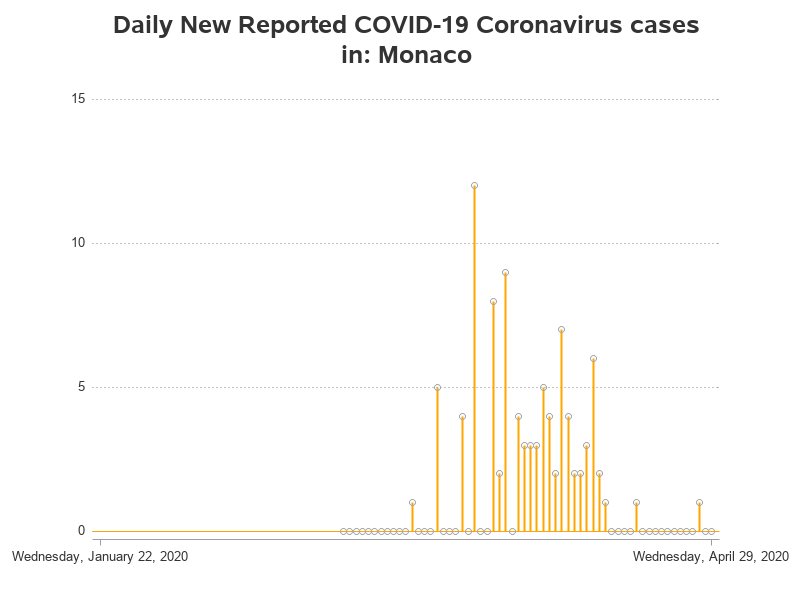 Daily New Reported COVID-19 Coronavirus cases
in: Monaco
15
10
5
0
Wednesday, January 22, 2020 Wednesday, April 29, 2020